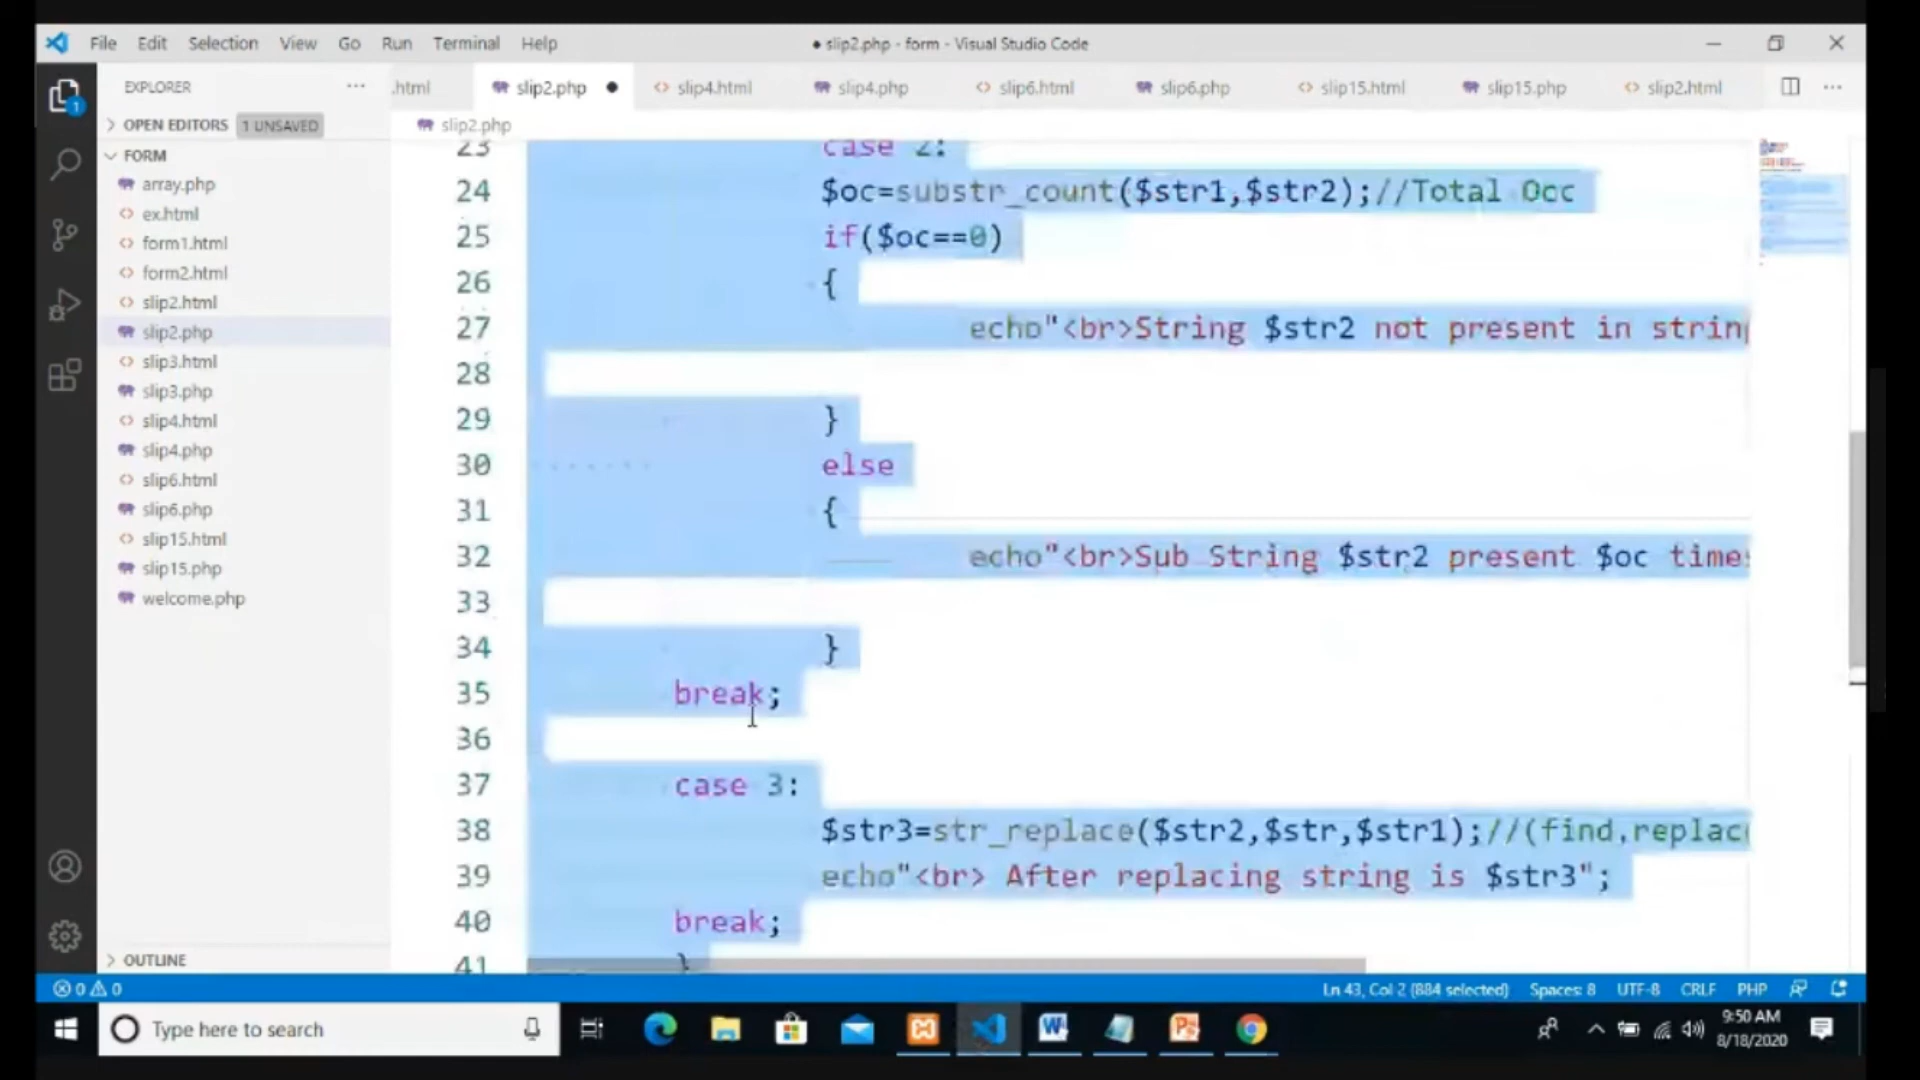 File Edit Selection View Go Run Terminal Help
● slip2.php - form - Visual Studio Code
EXPLORER
.html
slip2.php
slip4.html
slip4.php
slip6.html
slip6.php
slip15.html
slip15.php
slip2.html
OPEN EDITORS 1 UNSAVED
slip2.php
FORM
array.php
ex.html
form1.html
form2.html
slip2.html
slip2.php
slip3.html
slip3.php
slip4.html
slip4.php
slip6.html
slip6.php
slip15.html
slip15.php
welcome.php
OUTLINE
23 case 2:
24 $oc=substr_count($str1,$str2);//Total Occ
25 if($oc==0)
26 {
27 echo"<br>String $str2 not present in string
28
29 }
30 else
31 {
32 echo"<br>Sub String $str2 present $oc times
33
34 }
35 break;
36
37 case 3:
38 $str3=str_replace($str2,$str,$str1);//(find,replac
39 echo"<br> After replacing string is $str3";
40 break;
41 }
0 0
Ln 43, Col 2 (884 selected) Spaces: 8 UTF-8 CRLF PHP
Type here to search
9:50 AM
8/18/2020